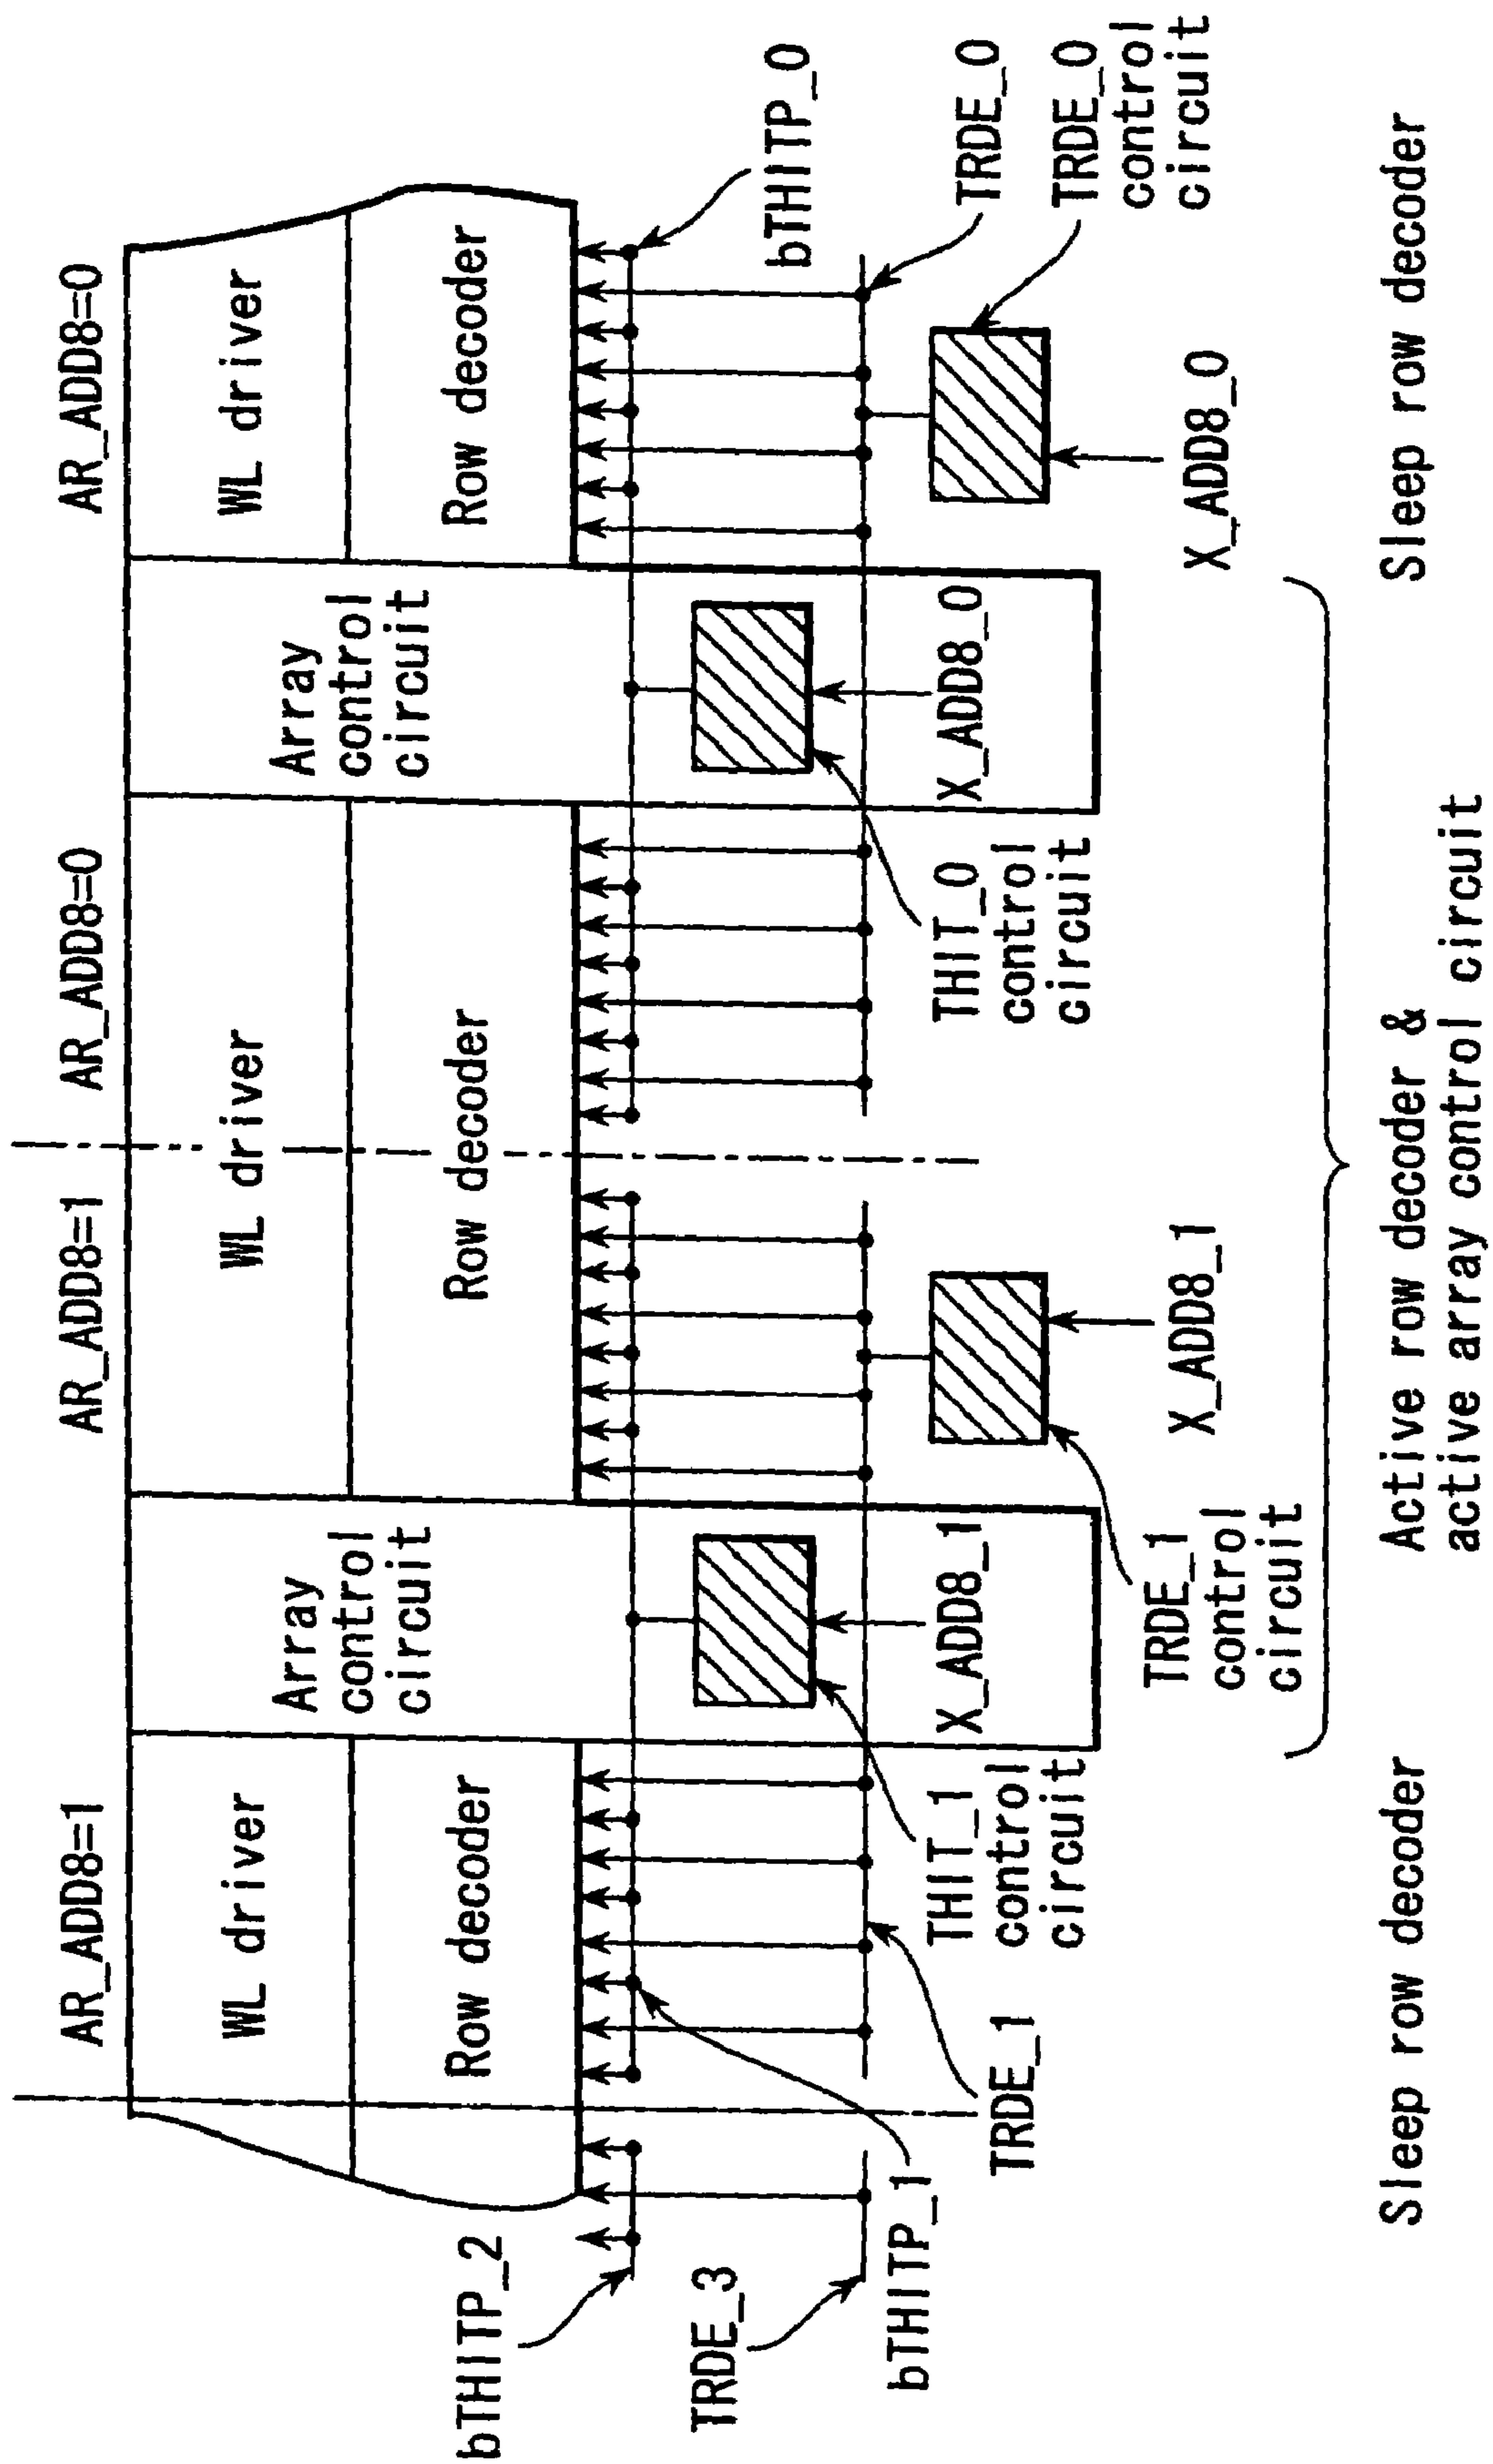 AR_ADD8=1
AR_ADD8=1
AR_ADD8=0
AR_ADD8=0
WL driver
Array
control
circuit
WL driver
Array
control
circuit
WL driver
Row decoder
Row decoder
Row decoder
bTHITP_2
TRDE_3
bTHITP_1
TRDE_1
THIT_1
control
circuit
X_ADD8_1
TRDE_1
control
circuit
X_ADD8_1
THIT_0
control
circuit
X_ADD8_0
bTHITP_0
TRDE_0
TRDE_0
control
circuit
X_ADD8_0
Sleep row decoder
Active row decoder &
active array control circuit
Sleep row decoder